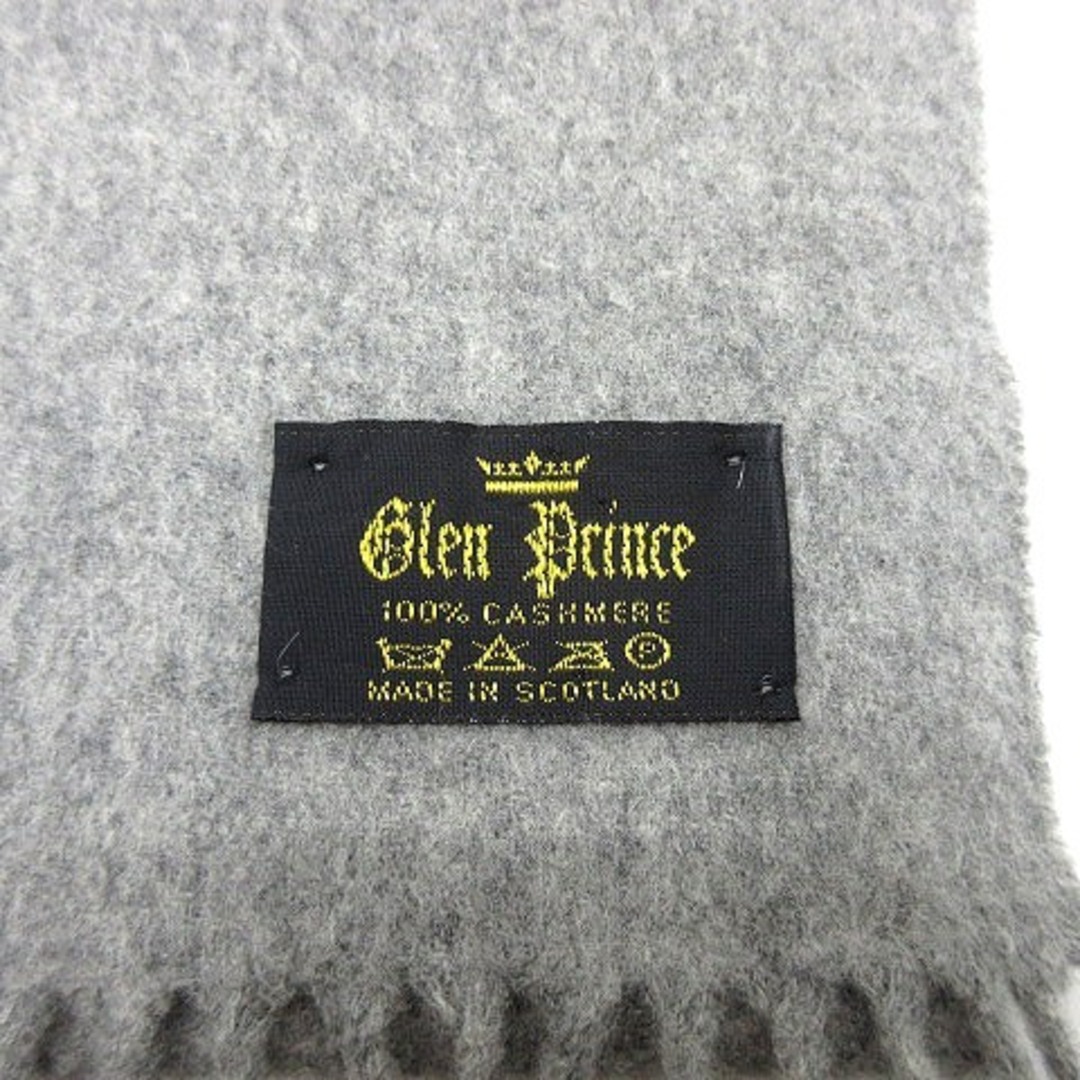 Glen Prince
100% CASHMERE
P
MADE IN SCOTLAND